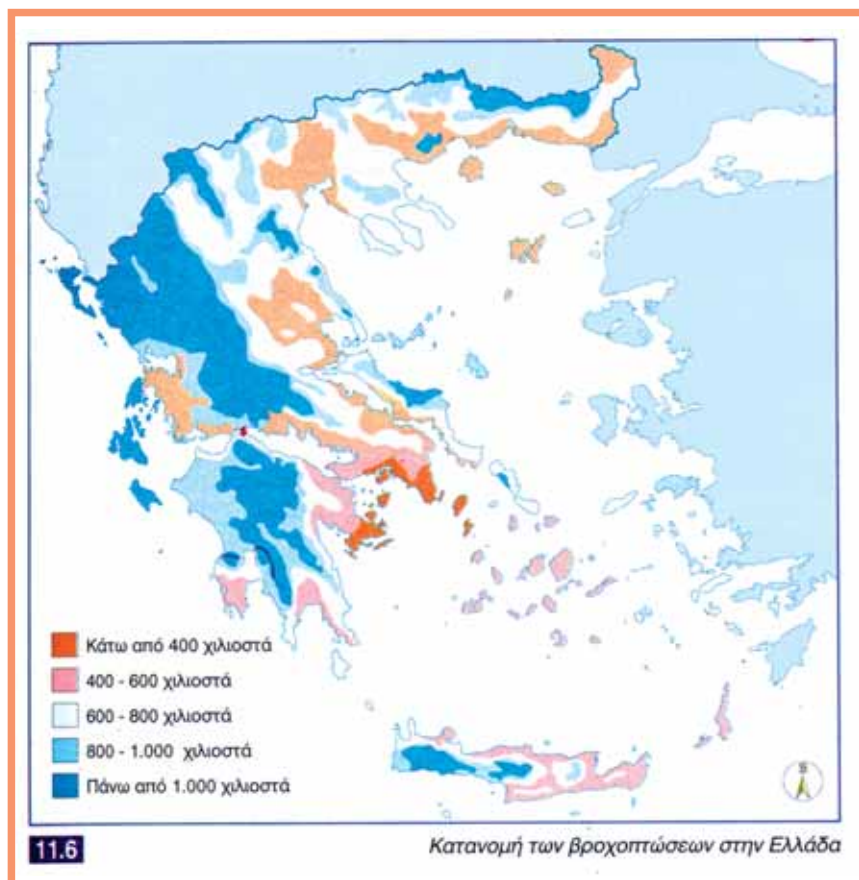 Κάτω από 400 χιλιοστά
400 - 600 χιλιοστά
600 - 800 χιλιοστά
800 - 1.000 χιλιοστά
Πάνω από 1.000 χιλιοστά
Β
11.6
Κατανομή των βροχοπτώσεων στην Ελλάδα